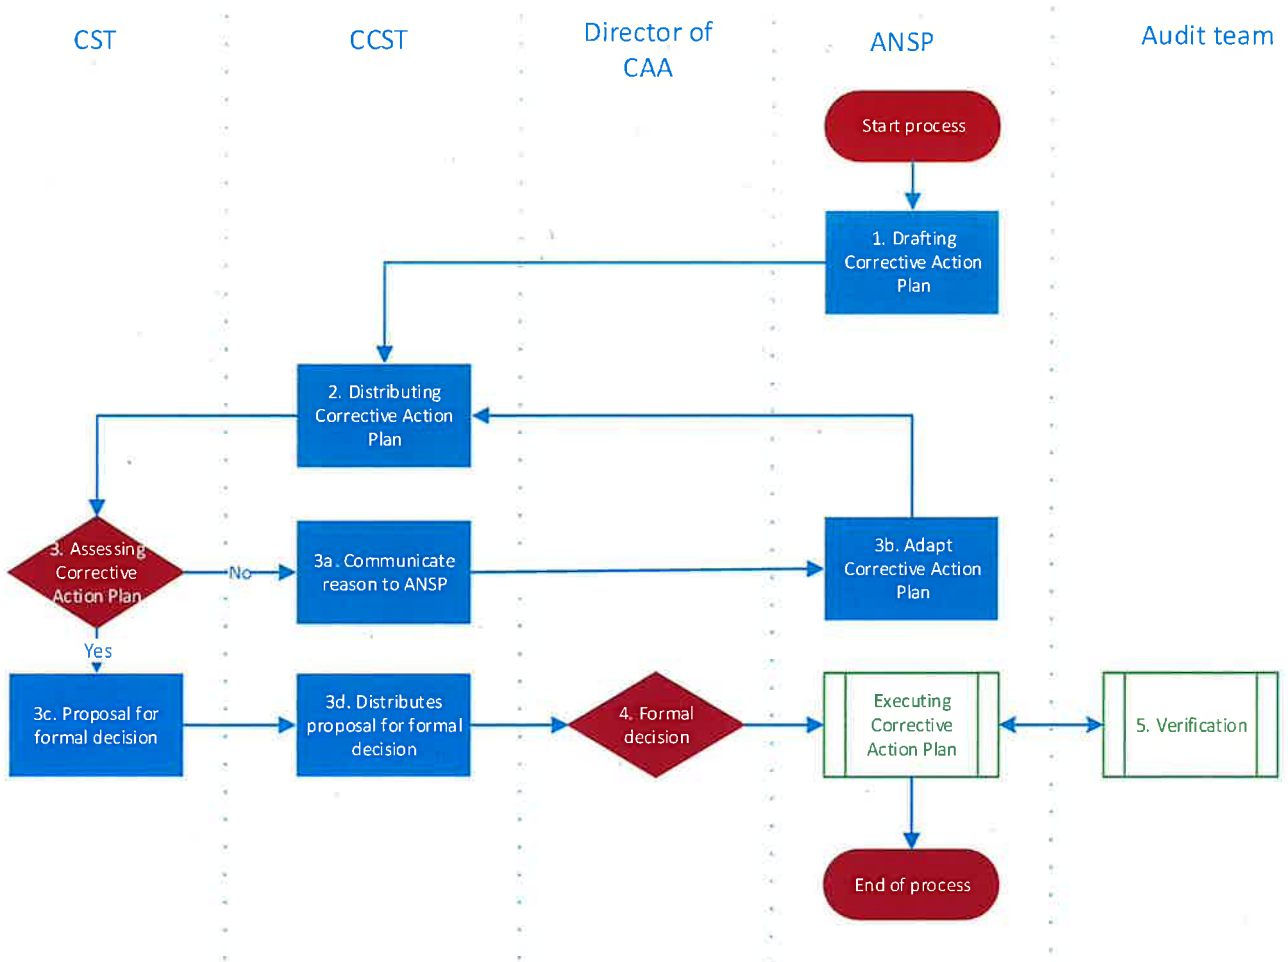 CST
CCST
Director of
CAA
ANSP
Audit team
Start process
1. Drafting
Corrective Action
Plan
2. Distributing
Corrective Action
Plan
3. Assessing
Corrective
Action Plan
No
3a. Communicate
reason to ANSP
3b. Adapt
Corrective Action
Plan
Yes
3c. Proposal for
formal decision
3d. Distributes
proposal for formal
decision
4. Formal
decision
Executing
Corrective
Action Plan
5. Verification
End of process